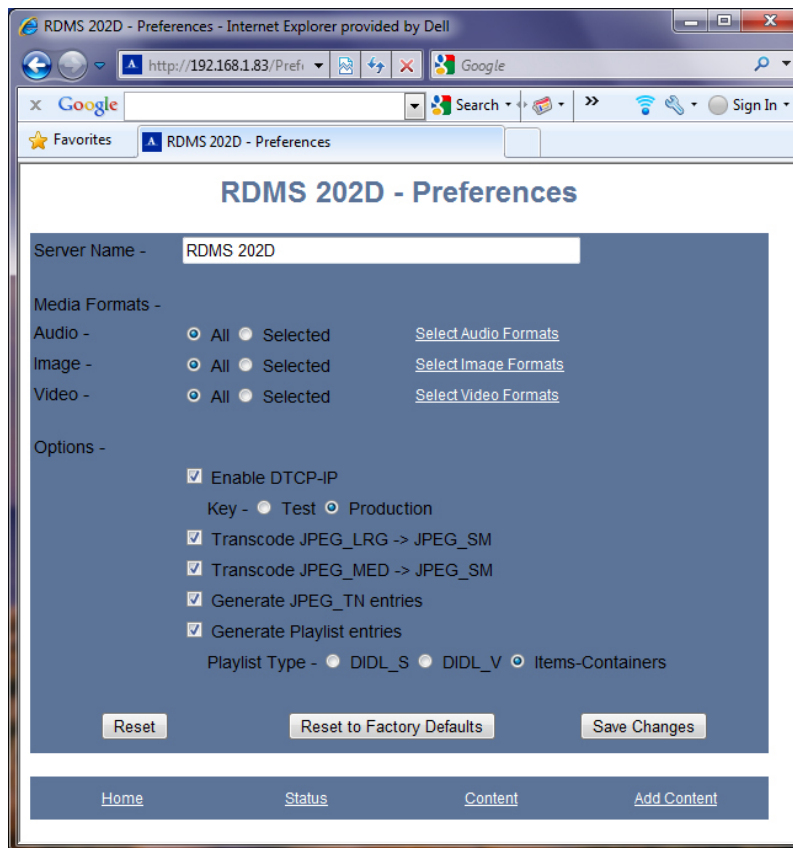 RDMS 202D - Preferences - Internet Explorer provided by Dell
http://192.168.1.83/Prefe
Google
x Google
Search
»
Sign In
Favorites
RDMS 202D - Preferences
RDMS 202D - Preferences
Server Name - RDMS 202D
Media Formats -
Audio - All Selected Select Audio Formats
Image - All Selected Select Image Formats
Video - All Selected Select Video Formats
Options -
Enable DTCP-IP
Key - Test Production
Transcode JPEG_LRG -> JPEG_SM
Transcode JPEG_MED -> JPEG_SM
Generate JPEG_TN entries
Generate Playlist entries
Playlist Type - DIDL_S DIDL_V Items-Containers
Reset Reset to Factory Defaults Save Changes
Home Status Content Add Content